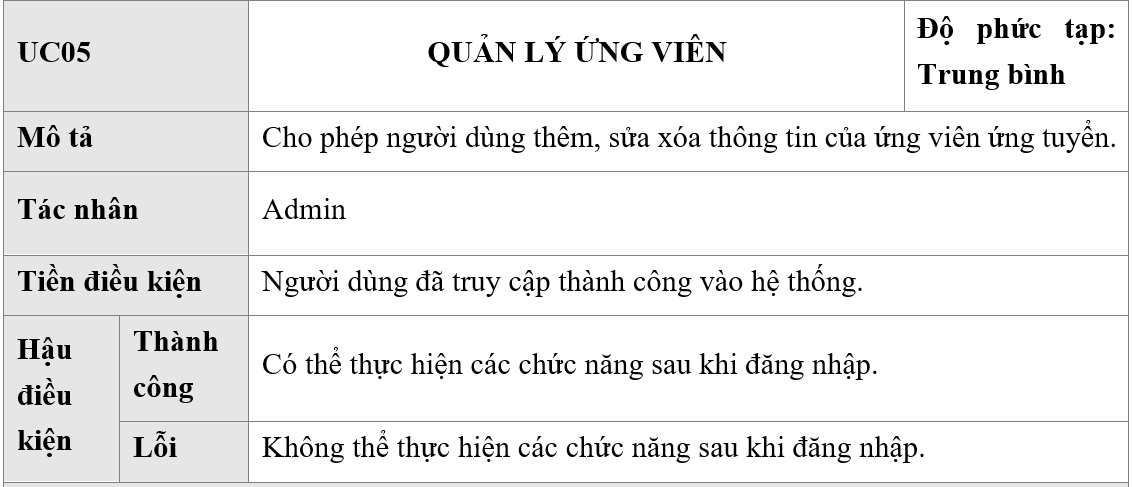 UC05
QUẢN LÝ ỨNG VIÊN
Độ phức tạp:
Trung bình
Mô tả
Cho phép người dùng thêm, sửa xóa thông tin của ứng viên ứng tuyển.
Tác nhân
Admin
Tiền điều kiện
Người dùng đã truy cập thành công vào hệ thống.
Hậu
điều
kiện
Thành
công
Có thể thực hiện các chức năng sau khi đăng nhập.
Lỗi
Không thể thực hiện các chức năng sau khi đăng nhập.